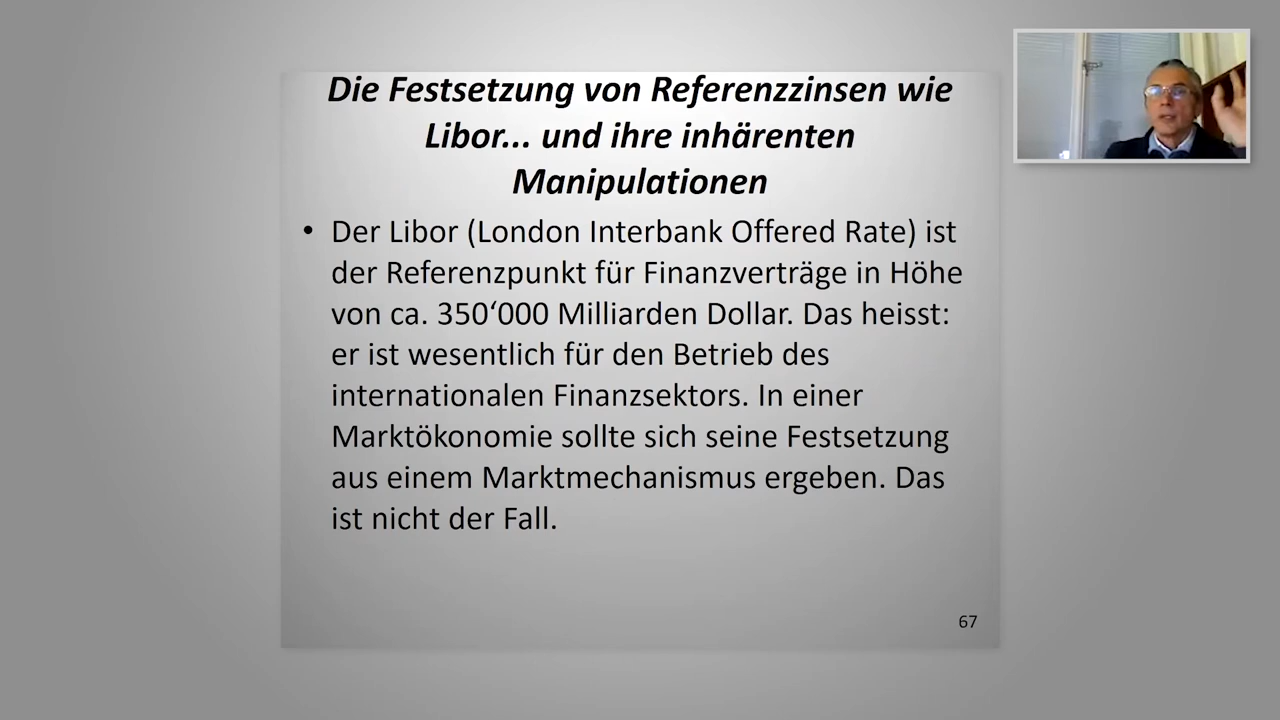 Die Festsetzung von Referenzzinsen wie
Libor... und ihre inhärenten
Manipulationen
• Der Libor (London Interbank Offered Rate) ist
der Referenzpunkt für Finanzverträge in Höhe
von ca. 350‘000 Milliarden Dollar. Das heisst:
er ist wesentlich für den Betrieb des
internationalen Finanzsektors. In einer
Marktökonomie sollte sich seine Festsetzung
aus einem Marktmechanismus ergeben. Das
ist nicht der Fall.
67